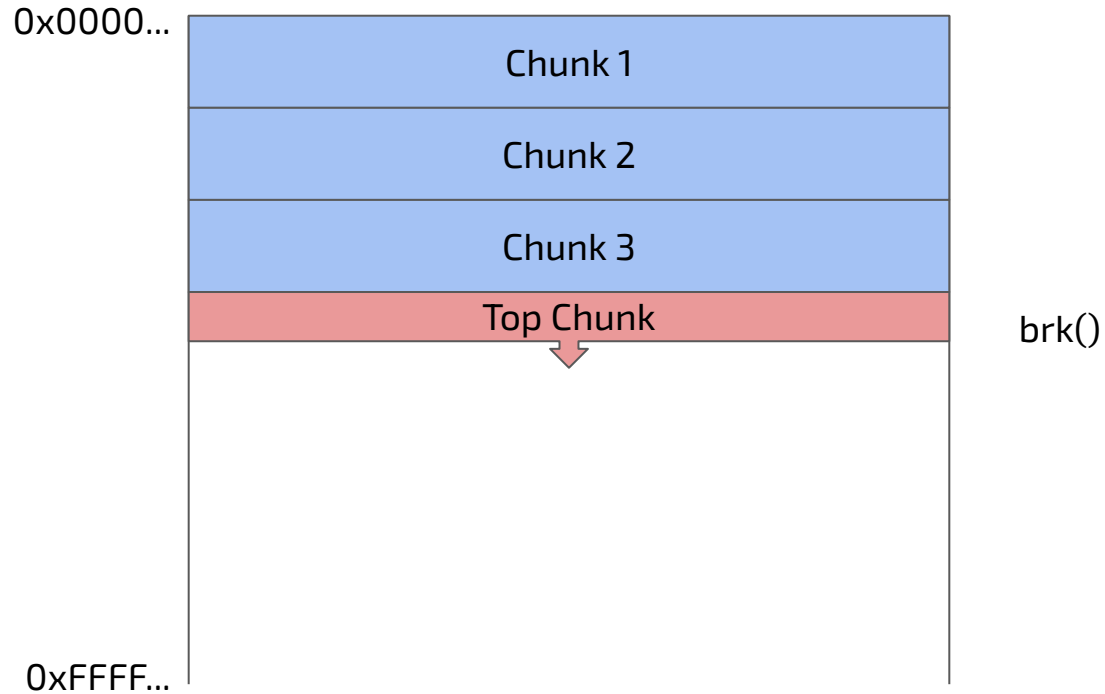 0x0000...
Chunk 1
Chunk 2
Chunk 3
Top Chunk
brk()
0xFFFF...